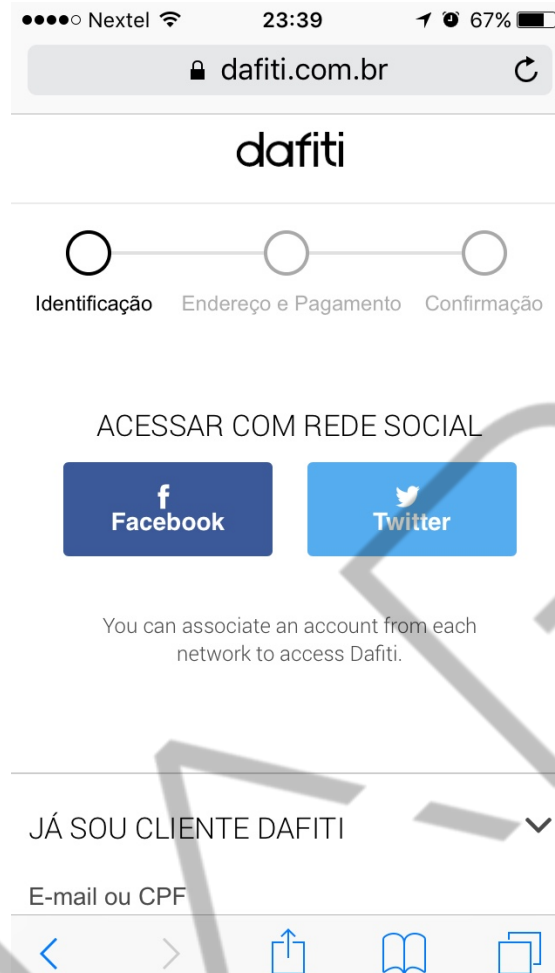 Nextel 23:39 67%
dafiti.com.br
dafiti
Identificação Endereço e Pagamento Confirmação
ACESSAR COM REDE SOCIAL
f
Facebook Twitter
You can associate an account from each
network to access Dafiti.
JÁ SOU CLIENTE DAFITI
E-mail ou CPF